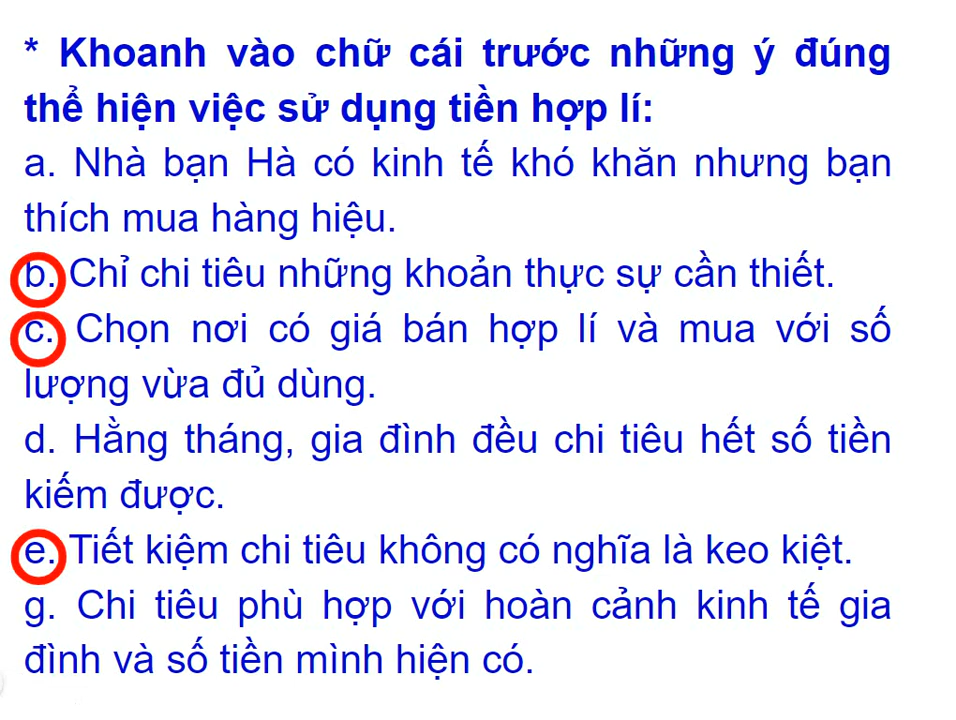 * Khoanh vào chữ cái trước những ý đúng
thể hiện việc sử dụng tiền hợp lí:
a. Nhà bạn Hà có kinh tế khó khăn nhưng bạn
thích mua hàng hiệu.
b. Chỉ chi tiêu những khoản thực sự cần thiết.
c. Chọn nơi có giá bán hợp lí và mua với số
lượng vừa đủ dùng.
d. Hằng tháng, gia đình đều chi tiêu hết số tiền
kiếm được.
e. Tiết kiệm chi tiêu không có nghĩa là keo kiệt.
g. Chi tiêu phù hợp với hoàn cảnh kinh tế gia
đình và số tiền mình hiện có.